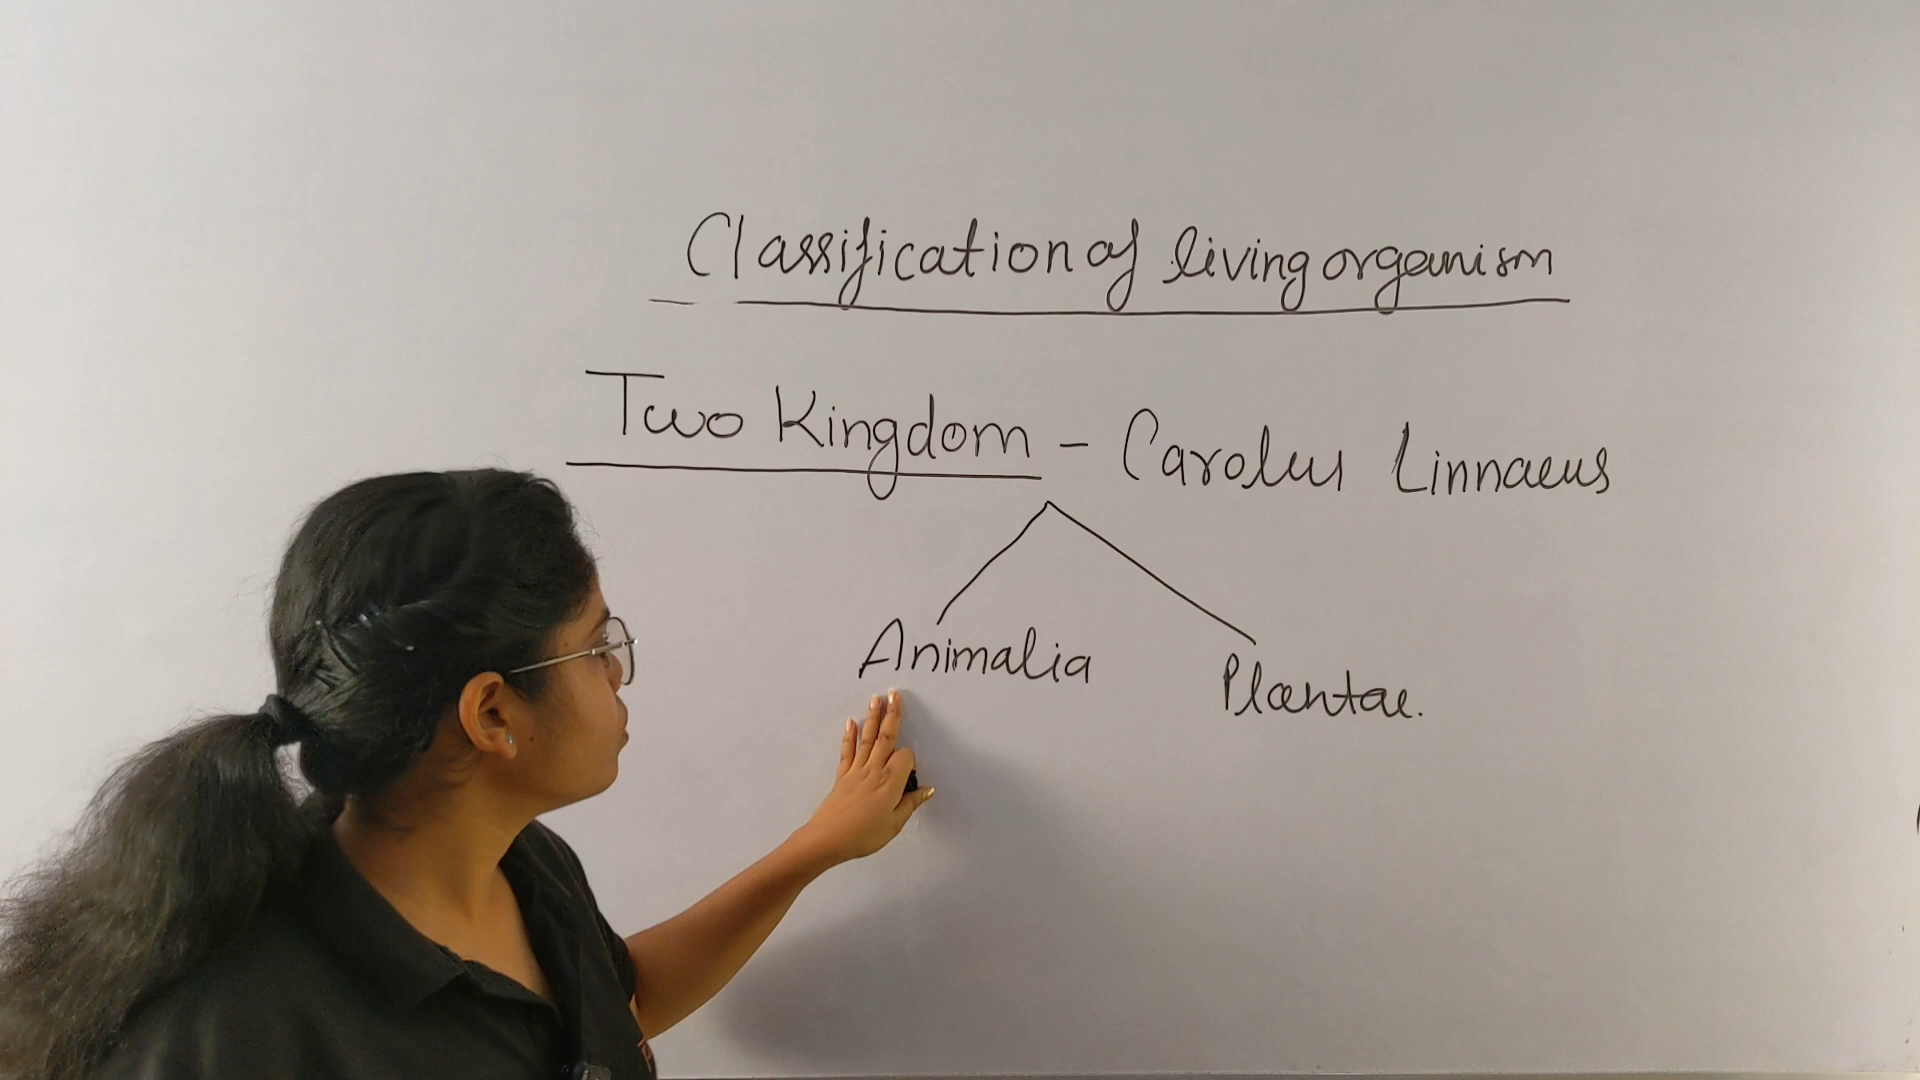 Classification of living organism
Two Kingdom - Carolus Linnaeus
Animalia
Plantae.